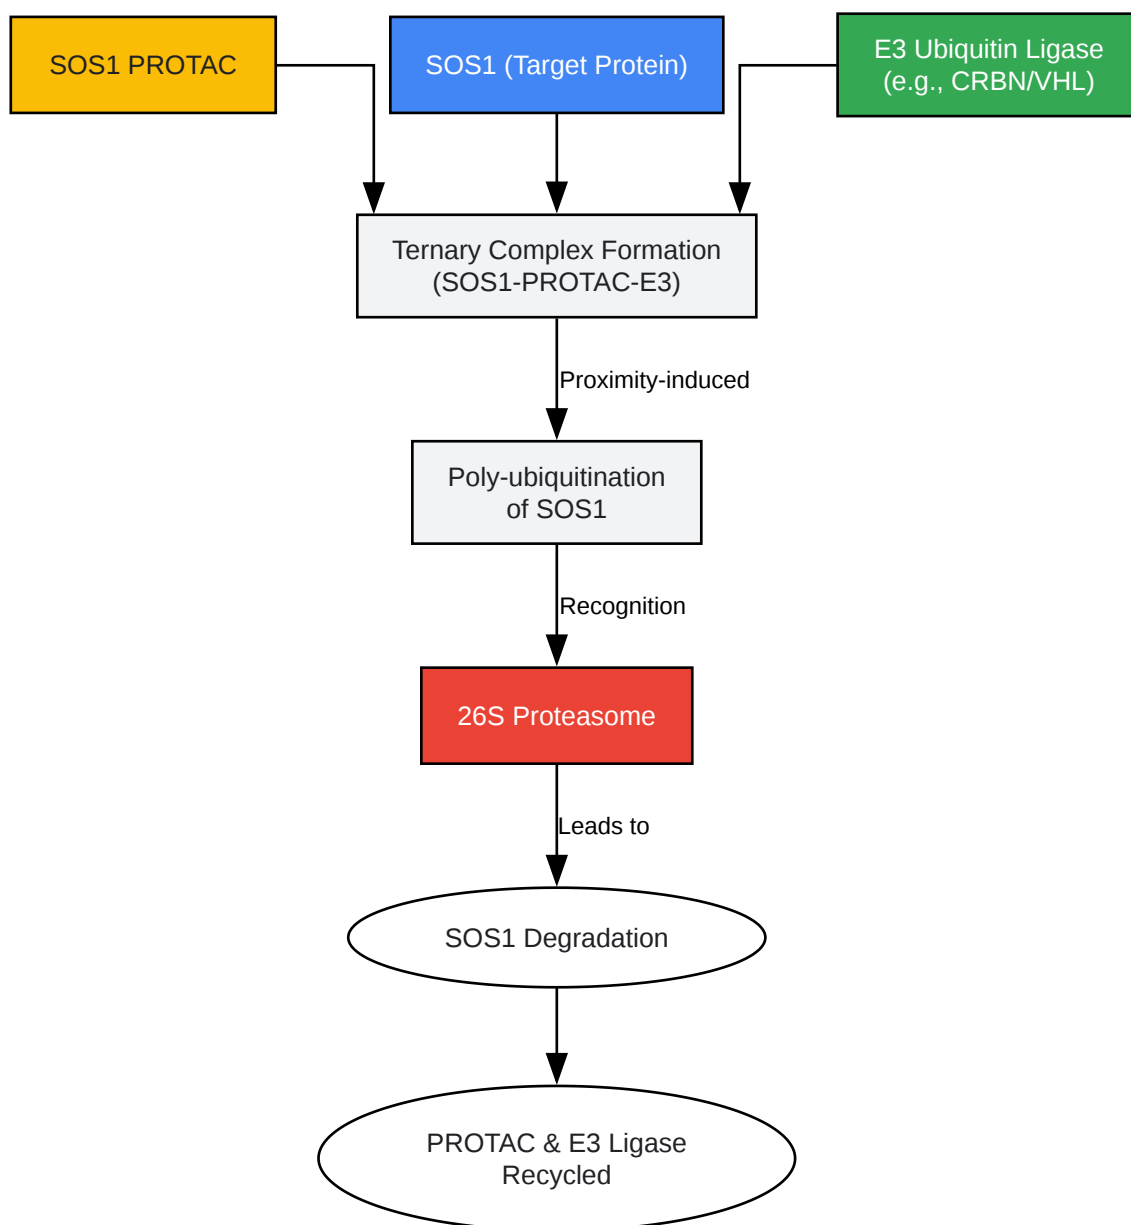 SOS1 PROTAC
SOS1 (Target Protein)
E3 Ubiquitin Ligase
(e.g., CRBN/VHL)
Ternary Complex Formation
(SOS1-PROTAC-E3)
Proximity-induced
Poly-ubiquitination
of SOS1
Recognition
26S Proteasome
Leads to
SOS1 Degradation
PROTAC & E3 Ligase
Recycled